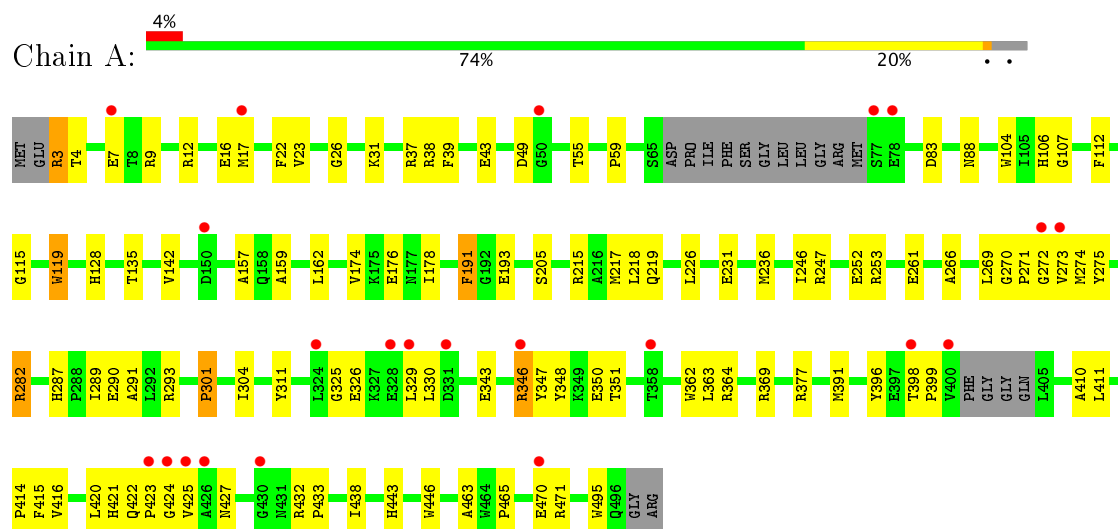 4%
Chain A:
74% 20% • •
MET GLU R3 T4 E7 T8 R9 R12 E16 M17 F22 V23 G26 K31 R37 R38 F39 E43 D49 G50 T55 P59 S65 ASP PRO ILE PHE SER GLY LEU LEU GLY ARG MET S77 E78 D83 N88 W104 I105 H106 G107 F112
G115 W119 H128 T135 V142 D150 A157 Q158 A159 L162 V174 K175 E176 N177 I178 F191 G192 E193 S205 R215 A216 M217 L218 Q219 L226 E231 M236 I246 R247 E252 R253 E261 A266 L269 G270 P271 G272 V273 M274 Y275
R282 H287 P288 I289 E290 A291 L292 R293 P301 I304 Y311 L324 G325 E326 K327 E328 L329 L330 D331 E343 R346 Y347 Y348 K349 E350 T351 T358 W362 L363 R364 R369 R377 M391 Y396 E397 T398 P399 V400 PHE GLY GLY GLN L405 A410 L411
P414 F415 V416 L420 H421 Q422 P423 G424 V425 A426 N427 G430 N431 R432 P433 I438 H443 W446 A463 W464 P465 E470 R471 W495 Q496 GLY ARG